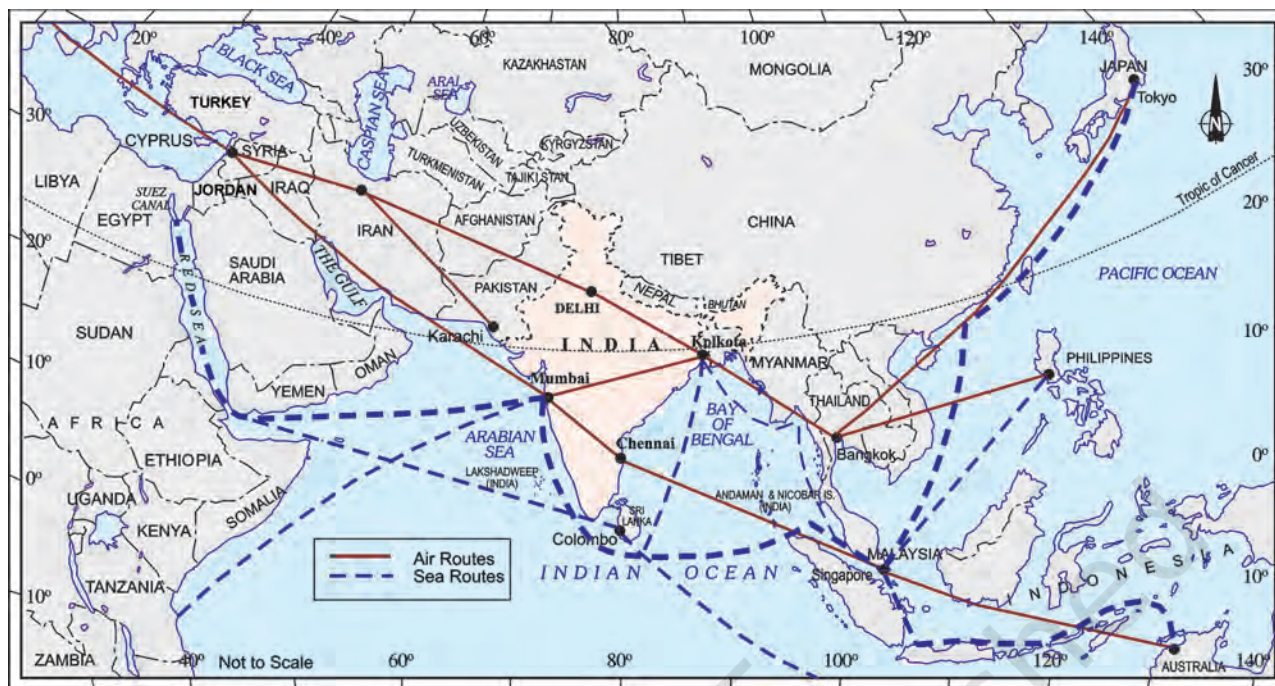 20º
60º
80º
100º
120º
140º
BLACK SEA
KAZAKHASTAN
MONGOLIA
JAPAN
30º
ARAL
SEA
Tokyo
N
TURKEY
CASPIAN SEA
30º
UZBEKISTAN
KYRGYZSTAN
CYPRUS
SYRIA
TURKMENISTAN
TAJIKISTAN
Tropic of Cancer
LIBYA
SUEZ
CANAL
JORDAN
IRAQ
20º
EGYPT
AFGHANISTAN
CHINA
IRAN
20º
SAUDI
ARABIA
THE GULF
TIBET
PACIFIC OCEAN
RED SEA
PAKISTAN
NEPAL
DELHI
BHUTAN
SUDAN
Karachi
INDIA
Kolkota
10º
10º
OMAN
MYANMAR
PHILIPPINES
YEMEN
Mumbai
THAILAND
AFRICA
ARABIAN
SEA
BAY
OF
BENGAL
Chennai
Bangkok
0º
ETHIOPIA
LAKSHADWEEP
(INDIA)
0º
ANDAMAN & NICOBAR IS.
(INDIA)
UGANDA
SOMALIA
SRI
LANKA
KENYA
Colombo
MALAYSIA
Air Routes
Sea Routes
INDIAN OCEAN
Singapore
INDONESIA
10º
TANZANIA
10º
ZAMBIA
40º
Not to Scale
60º
80º
100º
120º
AUSTRALIA
140º